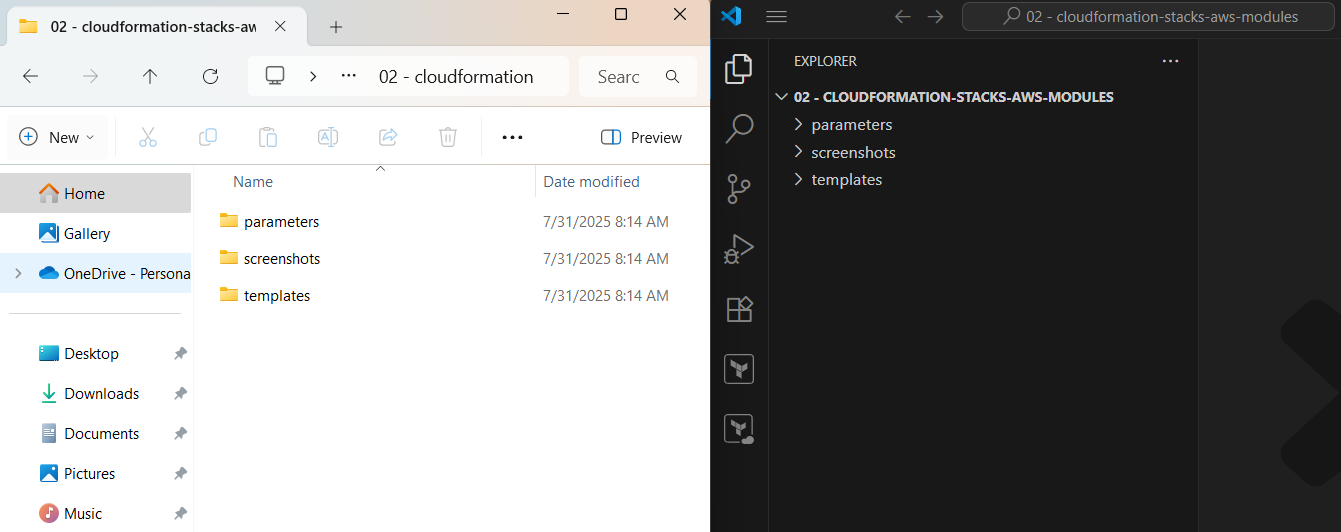 02 - cloudformation-stacks-aw
02 - cloudformation
Searc
New
Preview
Home
Gallery
OneDrive - Persona
Desktop
Downloads
Documents
Pictures
Music
Name Date modified
parameters 7/31/2025 8:14 AM
screenshots 7/31/2025 8:14 AM
templates 7/31/2025 8:14 AM
02 - cloudformation-stacks-aws-modules
EXPLORER
02 - CLOUDFORMATION-STACKS-AWS-MODULES
parameters
screenshots
templates